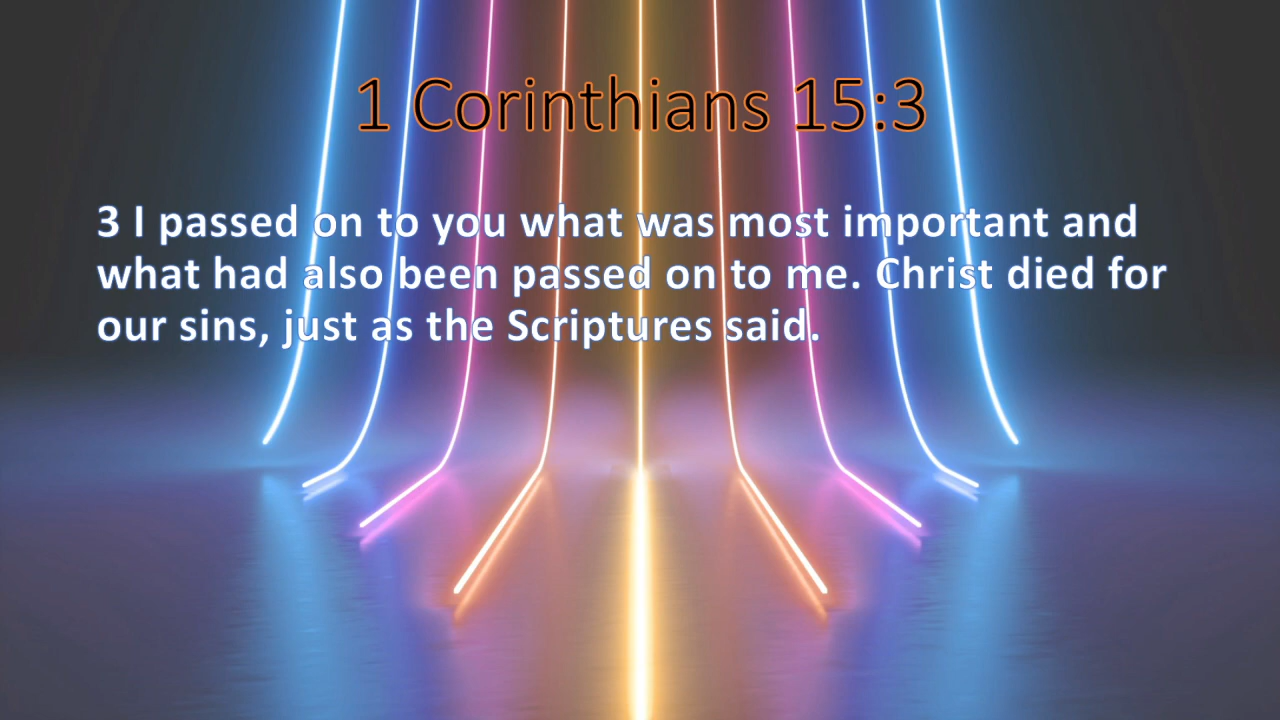 1 Corinthians 15:3
3 I passed on to you what was most important and
what had also been passed on to me. Christ died for
our sins, just as the Scriptures said.